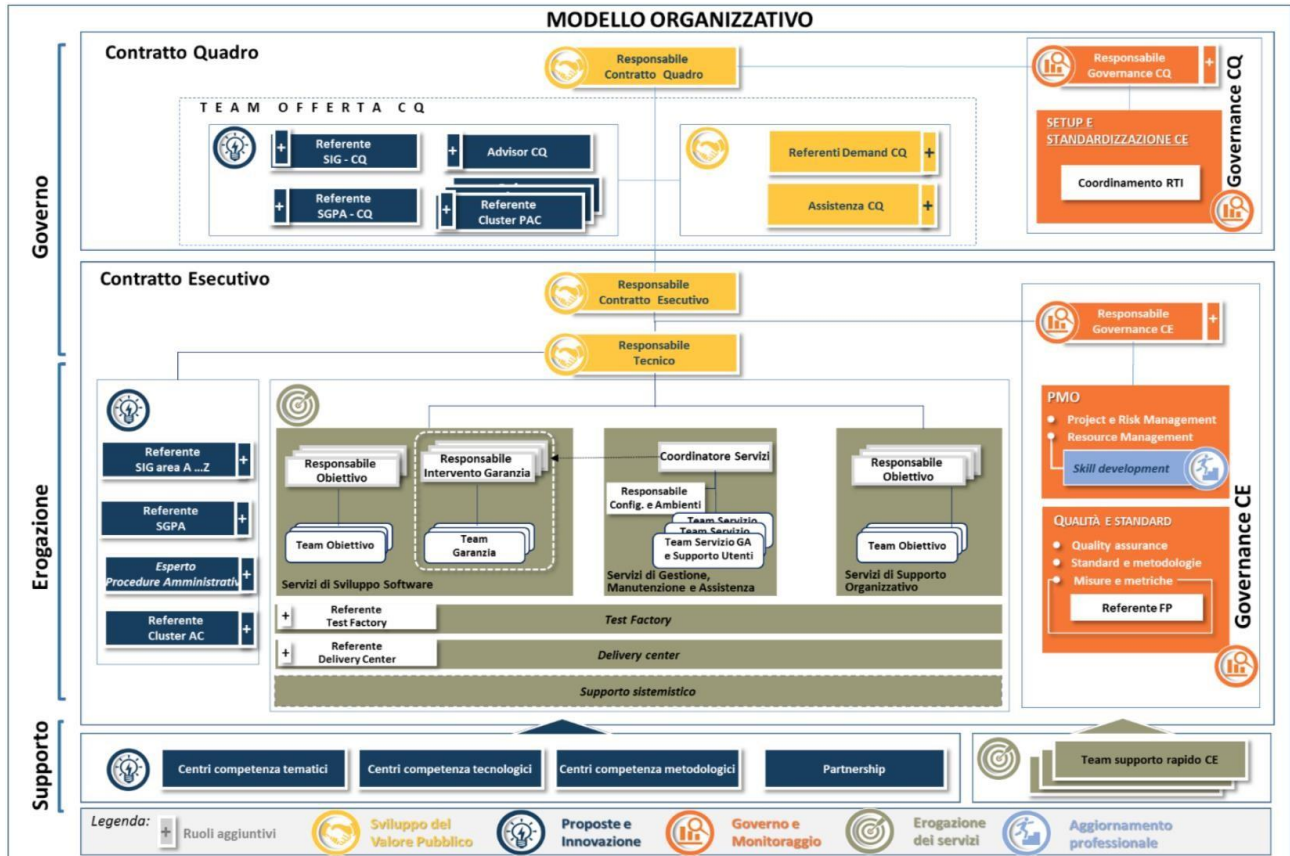 MODELLO ORGANIZZATIVO
Governo
Contratto Quadro
Responsabile
Contratto Quadro
Responsabile
Governance CQ
+
Governance CQ
TEAM OFFERTA CQ
+
Referente
SIG - CQ
+
Advisor CQ
+
Referente
SGPA - CQ
+
Referente
Cluster PAC
Referenti Demand CQ
+
Assistenza CQ
+
SETUP E
STANDARDIZZAZIONE CE
Coordinamento RTI
Contratto Esecutivo
Responsabile
Contratto Esecutivo
Responsabile
Governance CE
+
Responsabile
Tecnico
Erogazione
Referente
SIG area A ...Z
+
Referente
SGPA
+
Esperto
Procedure Amministrativ
+
Referente
Cluster AC
+
Responsabile
Obiettivo
Responsabile
Intervento Garanzia
Team Obiettivo
Team
Garanzia
Servizi di Sviluppo Software
Coordinatore Servizi
Responsabile
Config. e Ambienti
Team Servizio
Team Servizio
Team Servizio GA
e Supporto Utenti
Servizi di Gestione,
Manutenzione e Assistenza
Responsabile
Obiettivo
Team Obiettivo
Servizi di Supporto
Organizzativo
+
Referente
Test Factory
Test Factory
+
Referente
Delivery Center
Delivery center
Supporto sistemistico
PMO
Project e Risk Management
Resource Management
Skill development
QUALITÀ E STANDARD
Quality assurance
Standard e metodologie
Misure e metriche
Referente FP
Governance CE
Supporto
Centri competenza tematici
Centri competenza tecnologici
Centri competenza metodologici
Partnership
Team supporto rapido CE
Legenda:
+
Ruoli aggiuntivi
Sviluppo del
Valore Pubblico
Proposte e
Innovazione
Governo e
Monitoraggio
Erogazione
dei servizi
Aggiornamento
professionale